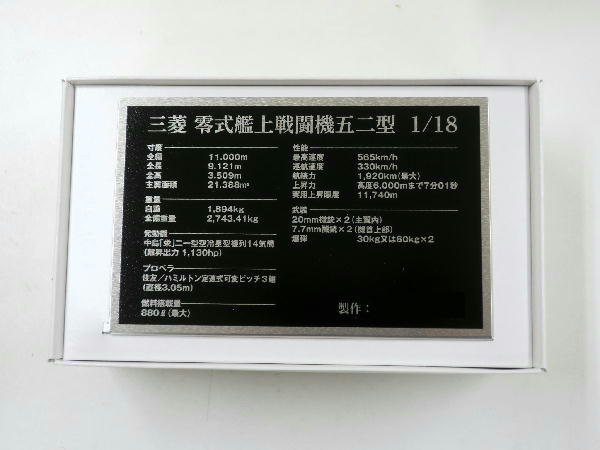 三菱 零式艦上戦闘機五二型 1/18
寸度
全幅 11.000m
全長 9.121m
全高 3.509m
主翼面積 21.388m²
重量
自重 1,894kg
全備重量 2,743.41kg
発動機
中島「栄」二一型空冷星型複列14気筒
(離昇出力 1,130hp)
プロペラ
住友/ハミルトン定速式可変ピッチ3翅
(直径3.05m)
燃料搭載量
880ℓ(最大)
性能
最高速度 565km/h
巡航速度 330km/h
航続力 1,920km(最大)
上昇力 高度6,000mまで7分01秒
実用上昇限度 11,740m
武装
20mm機銃×2(主翼内)
7.7mm機銃×2(機首上部)
爆弾 30kg又は60kg×2
製作: